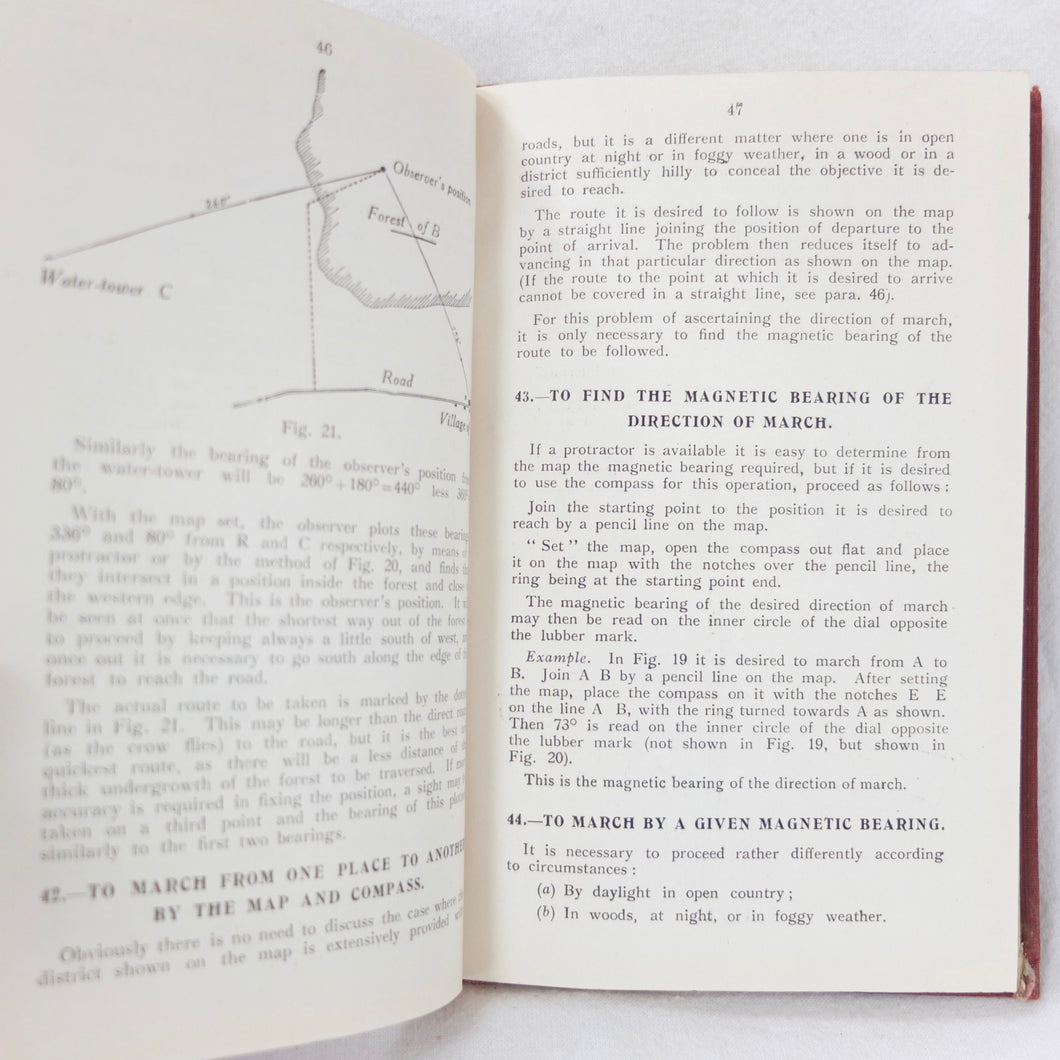 46
Observer's position
Forest of B
Water-tower C
Road
Village
Fig. 21.
Similarly the bearing of the observer's position
the water-tower will be 260°+180°=440° less
80°.
With the map set, the observer plots these bearing
336° and 80° from R and C respectively, by means of
protractor or by the method of Fig. 20, and finds
they intersect in a position inside the forest and close
the western edge. This is the observer's position. It
be seen at once that the shortest way out of the forest
to proceed by keeping always a little south of west,
once out it is necessary to go south along the edge of
forest to reach the road.
The actual route to be taken is marked by the
line in Fig. 21. This may be longer than the direct
(as the crow flies) to the road, but it is the best
quickest route, as there will be a less distance of
thick undergrowth of the forest to be traversed. If
accuracy is required in fixing the position, a sight may
taken on a third point and the bearing of this
similarly to the first two bearings.
42.—TO MARCH FROM ONE PLACE TO ANOTHER
BY THE MAP AND COMPASS.
Obviously there is no need to discuss the case where
district shown on the map is extensively provided
47
roads, but it is a different matter where one is in open
country at night or in foggy weather, in a wood or in a
district sufficiently hilly to conceal the objective it is de-
sired to reach.
The route it is desired to follow is shown on the map
by a straight line joining the position of departure to the
point of arrival. The problem then reduces itself to ad-
vancing in that particular direction as shown on the map.
(If the route to the point at which it is desired to arrive
cannot be covered in a straight line, see para. 46).
For this problem of ascertaining the direction of march,
it is only necessary to find the magnetic bearing of the
route to be followed.
43.—TO FIND THE MAGNETIC BEARING OF THE
DIRECTION OF MARCH.
If a protractor is available it is easy to determine from
the map the magnetic bearing required, but if it is desired
to use the compass for this operation, proceed as follows :
Join the starting point to the position it is desired to
reach by a pencil line on the map.
" Set " the map, open the compass out flat and place
it on the map with the notches over the pencil line, the
ring being at the starting point end.
The magnetic bearing of the desired direction of march
may then be read on the inner circle of the dial opposite
the lubber mark.
Example. In Fig. 19 it is desired to march from A to
B. Join A B by a pencil line on the map. After setting
the map, place the compass on it with the notches E E
on the line A B, with the ring turned towards A as shown.
Then 73° is read on the inner circle of the dial opposite
the lubber mark (not shown in Fig. 19, but shown in
Fig. 20).
This is the magnetic bearing of the direction of march.
44.—TO MARCH BY A GIVEN MAGNETIC BEARING.
It is necessary to proceed rather differently according
to circumstances :
(a) By daylight in open country ;
(b) In woods, at night, or in foggy weather.